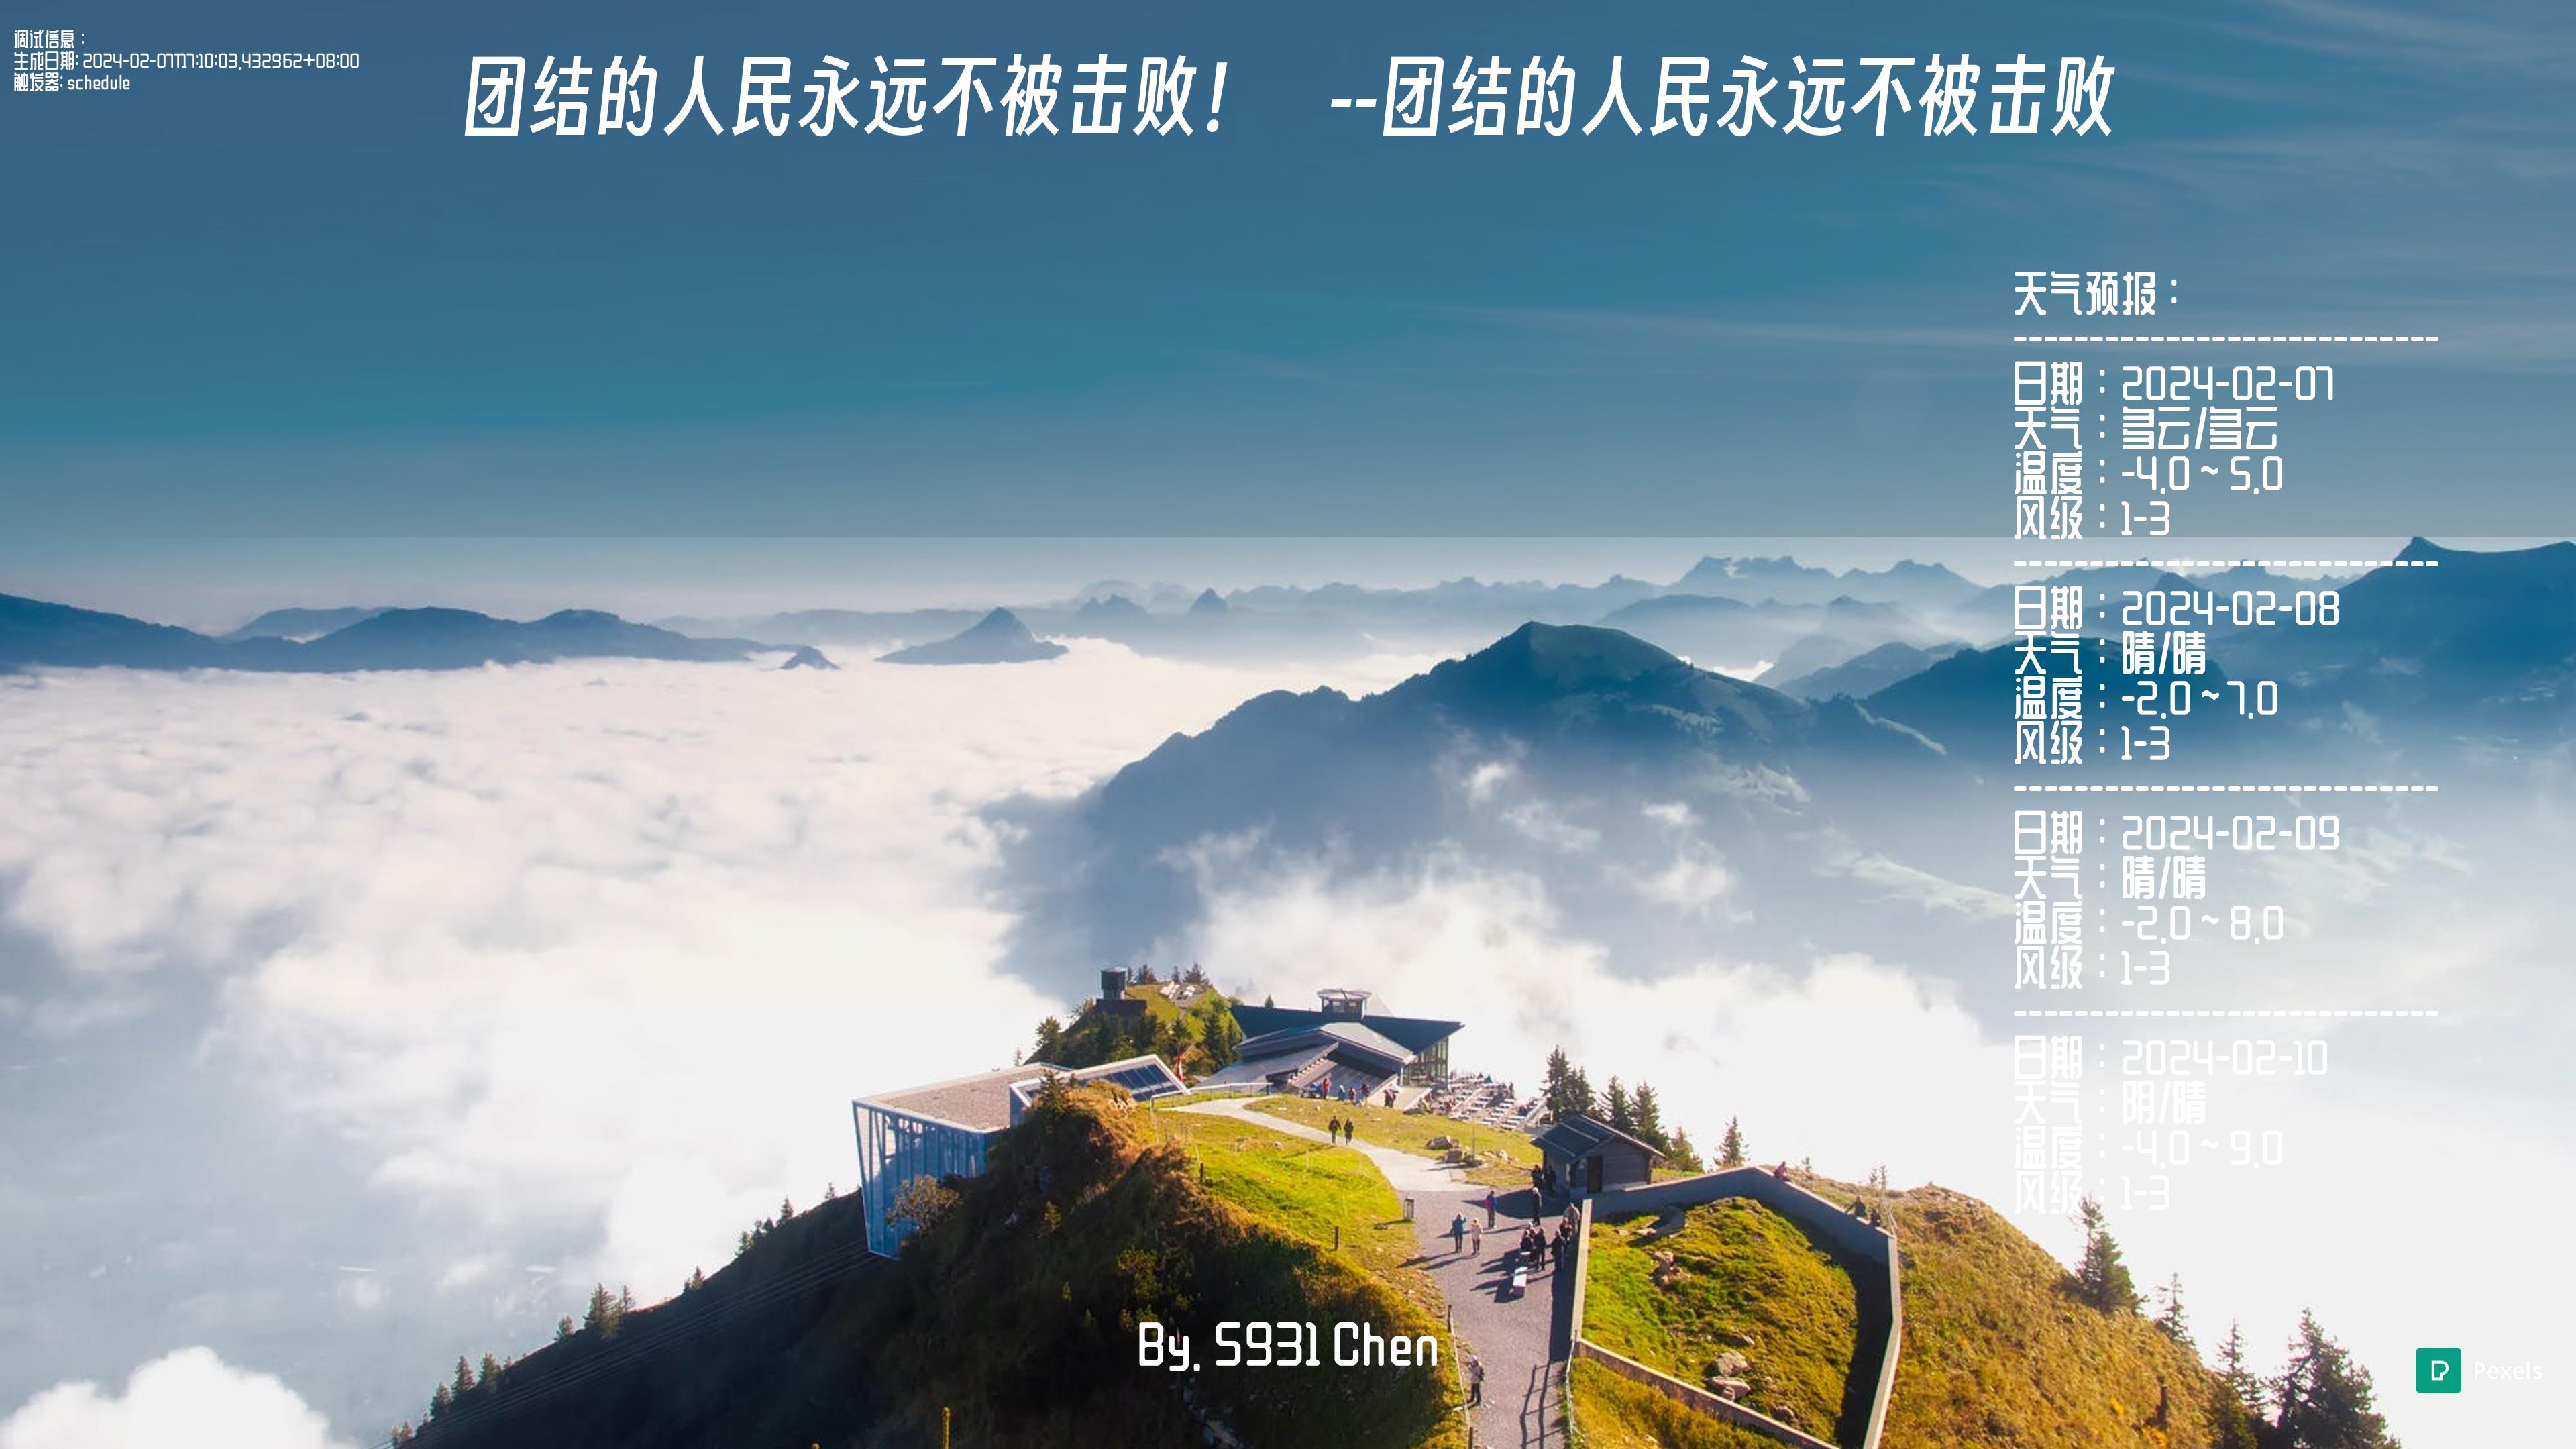 调试信息：
生成日期: 2024-02-07T17:10:03.432962+08:00
触发器: schedule
团结的人民永远不被击败！ --团结的人民永远不被击败
天气预报：
----------------------------
日期：2024-02-07
天气：多云/多云
温度：-4.0 ~ 5.0
风级：1-3
----------------------------
日期：2024-02-08
天气：晴/晴
温度：-2.0 ~ 7.0
风级：1-3
----------------------------
日期：2024-02-09
天气：晴/晴
温度：-2.0 ~ 8.0
风级：1-3
----------------------------
日期：2024-02-10
天气：阴/晴
温度：-4.0 ~ 9.0
风级：1-3
By. S931 Chen
Pexels